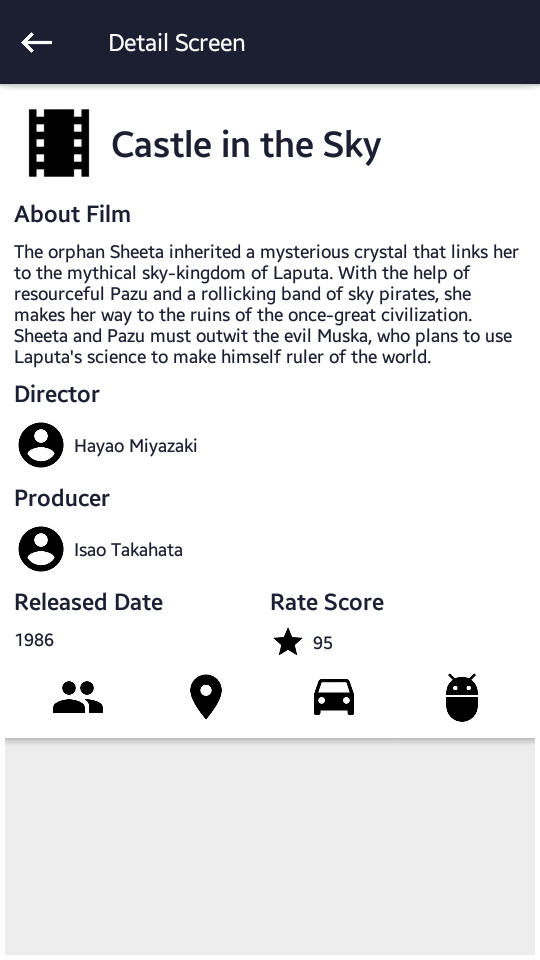 Detail Screen
Castle in the Sky
About Film
The orphan Sheeta inherited a mysterious crystal that links her
to the mythical sky-kingdom of Laputa. With the help of
resourceful Pazu and a rollicking band of sky pirates, she
makes her way to the ruins of the once-great civilization.
Sheeta and Pazu must outwit the evil Muska, who plans to use
Laputa's science to make himself ruler of the world.
Director
Hayao Miyazaki
Producer
Isao Takahata
Released Date
1986
Rate Score
95